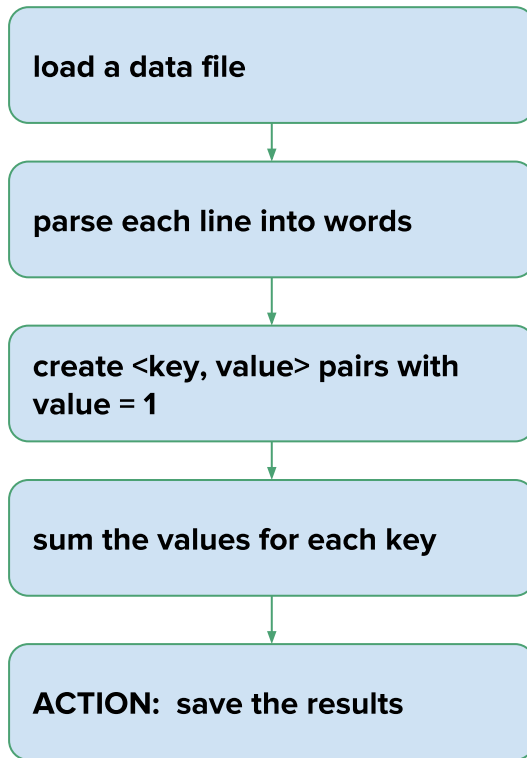 load a data file
parse each line into words
create <key, value> pairs with
value = 1
sum the values for each key
ACTION:  save the results